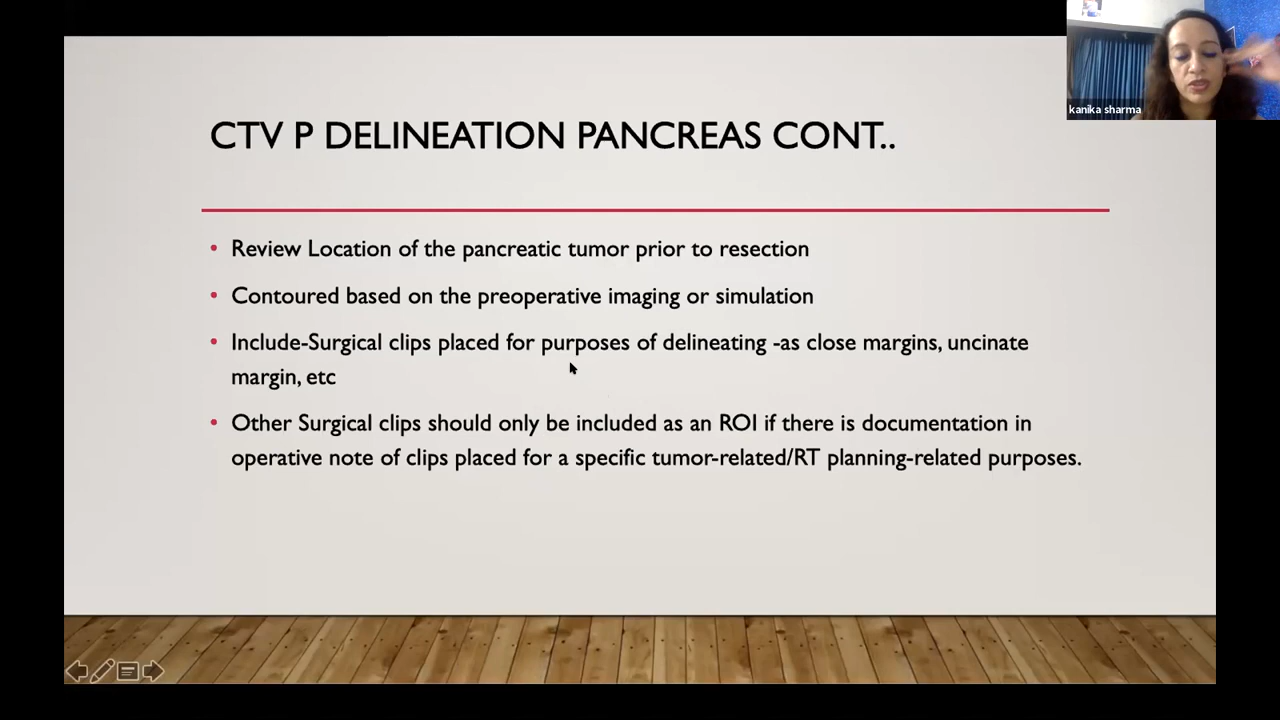 kanika sharma
CTV P DELINEATION PANCREAS CONT..
• Review Location of the pancreatic tumor prior to resection
• Contoured based on the preoperative imaging or simulation
• Include-Surgical clips placed for purposes of delineating -as close margins, uncinate
margin, etc
• Other Surgical clips should only be included as an ROI if there is documentation in
operative note of clips placed for a specific tumor-related/RT planning-related purposes.